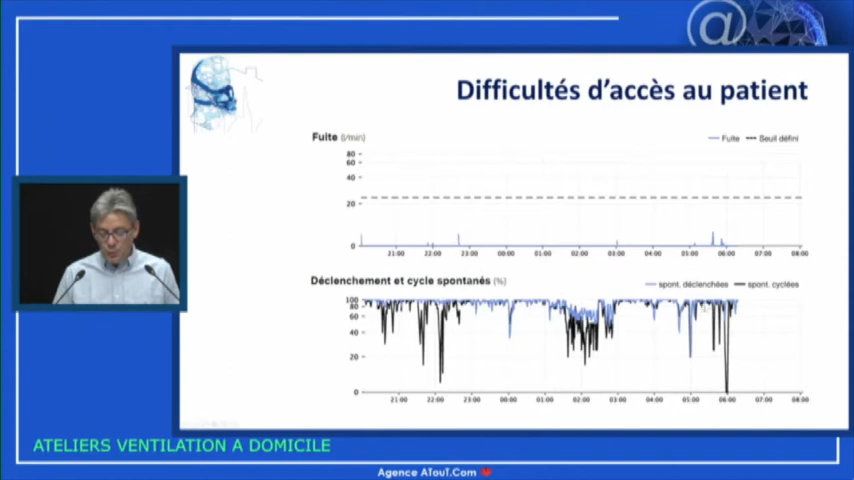 @
Difficultés d'accès au patient
Fuite (l/min)
Fuite
Seuil défini
80
60
40
20
0
21:00 22:00 23:00 00:00 01:00 02:00 03:00 04:00 05:00 06:00 07:00 08:00
Déclenchement et cycle spontanés (%)
spont. déclenchées
spont. cyclées
100
80
60
40
20
0
21:00 22:00 23:00 00:00 01:00 02:00 03:00 04:00 05:00 06:00 07:00 08:00
ATELIERS VENTILATION A DOMICILE
Agence ATouT.Com